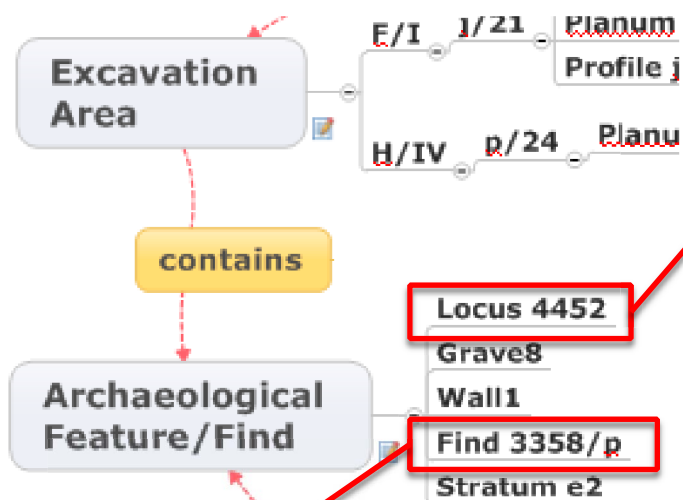 F/I
j/21
Planum
Profile j
Excavation
Area
H/IV
p/24
Planu
contains
Locus 4452
Grave8
Archaeological
Feature/Find
Wall1
Find 3358/p
Stratum e2